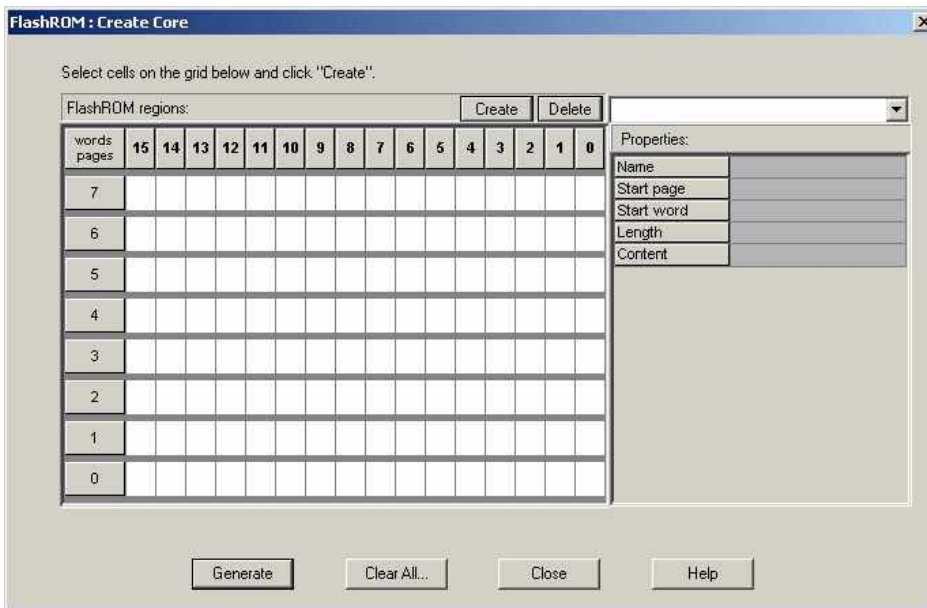 FlashROM : Create Core
Select cells on the grid below and click "Create".
FlashROM regions: Create Delete
words pages 15 14 13 12 11 10 9 8 7 6 5 4 3 2 1 0
7
6
5
4
3
2
1
0
Properties:
Name
Start page
Start word
Length
Content
Generate Clear All... Close Help